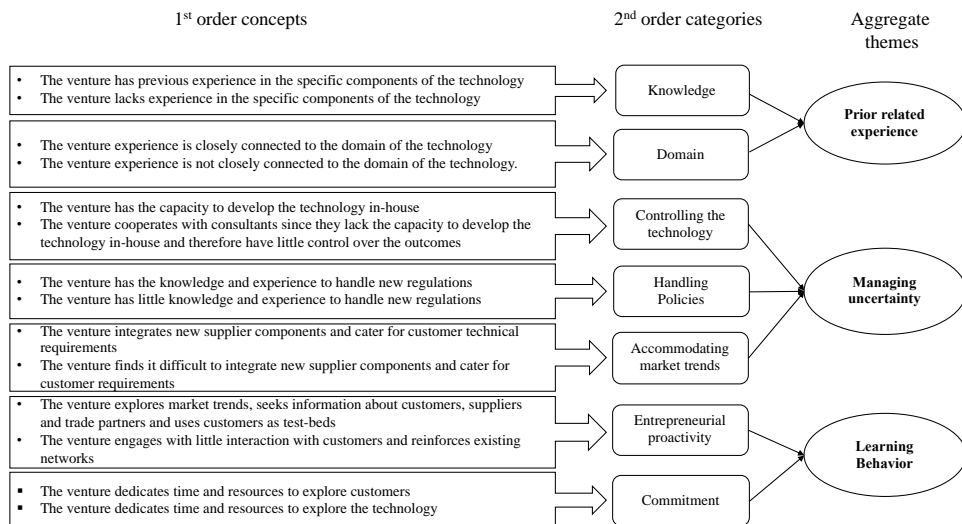 1st order concepts
2nd order categories
Aggregate
themes
• The venture has previous experience in the specific components of the technology
• The venture lacks experience in the specific components of the technology
Knowledge
• The venture experience is closely connected to the domain of the technology
• The venture experience is not closely connected to the domain of the technology.
Domain
Prior related
experience
• The venture has the capacity to develop the technology in-house
• The venture cooperates with consultants since they lack the capacity to develop the
technology in-house and therefore have little control over the outcomes
Controlling the
technology
• The venture has the knowledge and experience to handle new regulations
• The venture has little knowledge and experience to handle new regulations
Handling
Policies
• The venture integrates new supplier components and cater for customer technical
requirements
• The venture finds it difficult to integrate new supplier components and cater for
customer requirements
Accommodating
market trends
Managing
uncertainty
• The venture explores market trends, seeks information about customers, suppliers
and trade partners and uses customers as test-beds
• The venture engages with little interaction with customers and reinforces existing
networks
Entrepreneurial
proactivity
▪ The venture dedicates time and resources to explore customers
▪ The venture dedicates time and resources to explore the technology
Commitment
Learning
Behavior